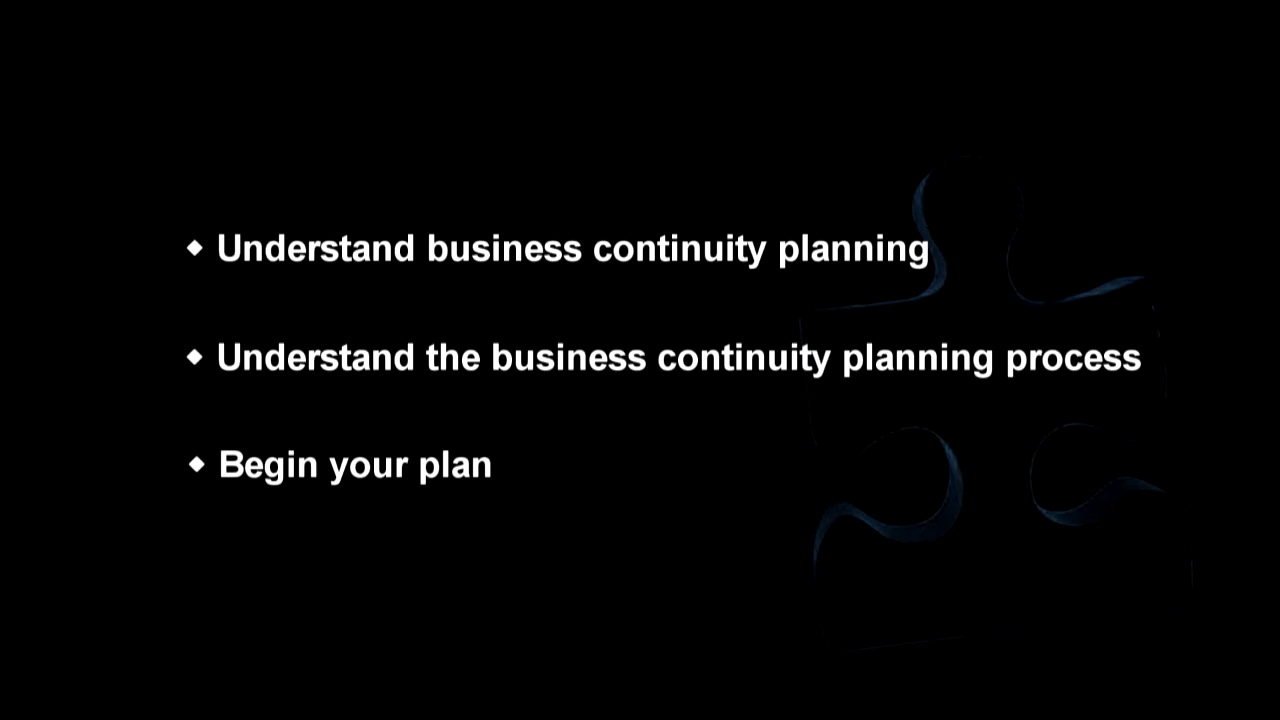 ◆ Understand business continuity planning
◆ Understand the business continuity planning process
◆ Begin your plan